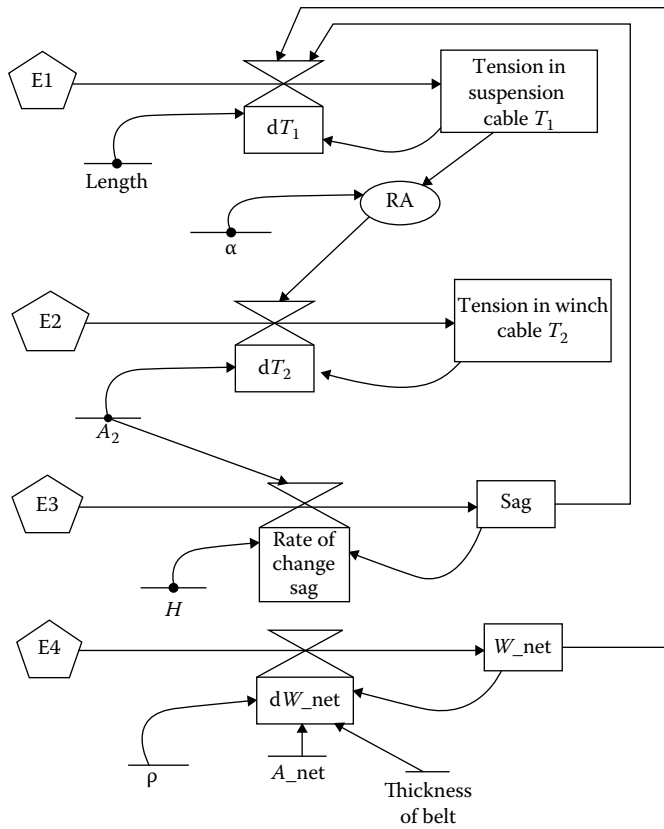 E1
Tension in
suspension
cable T₁
dT₁
Length
RA
α
E2
Tension in winch
cable T₂
dT₂
A₂
E3
Sag
Rate of
change
sag
H
E4
W_net
dW_net
ρ
A_net
Thickness
of belt